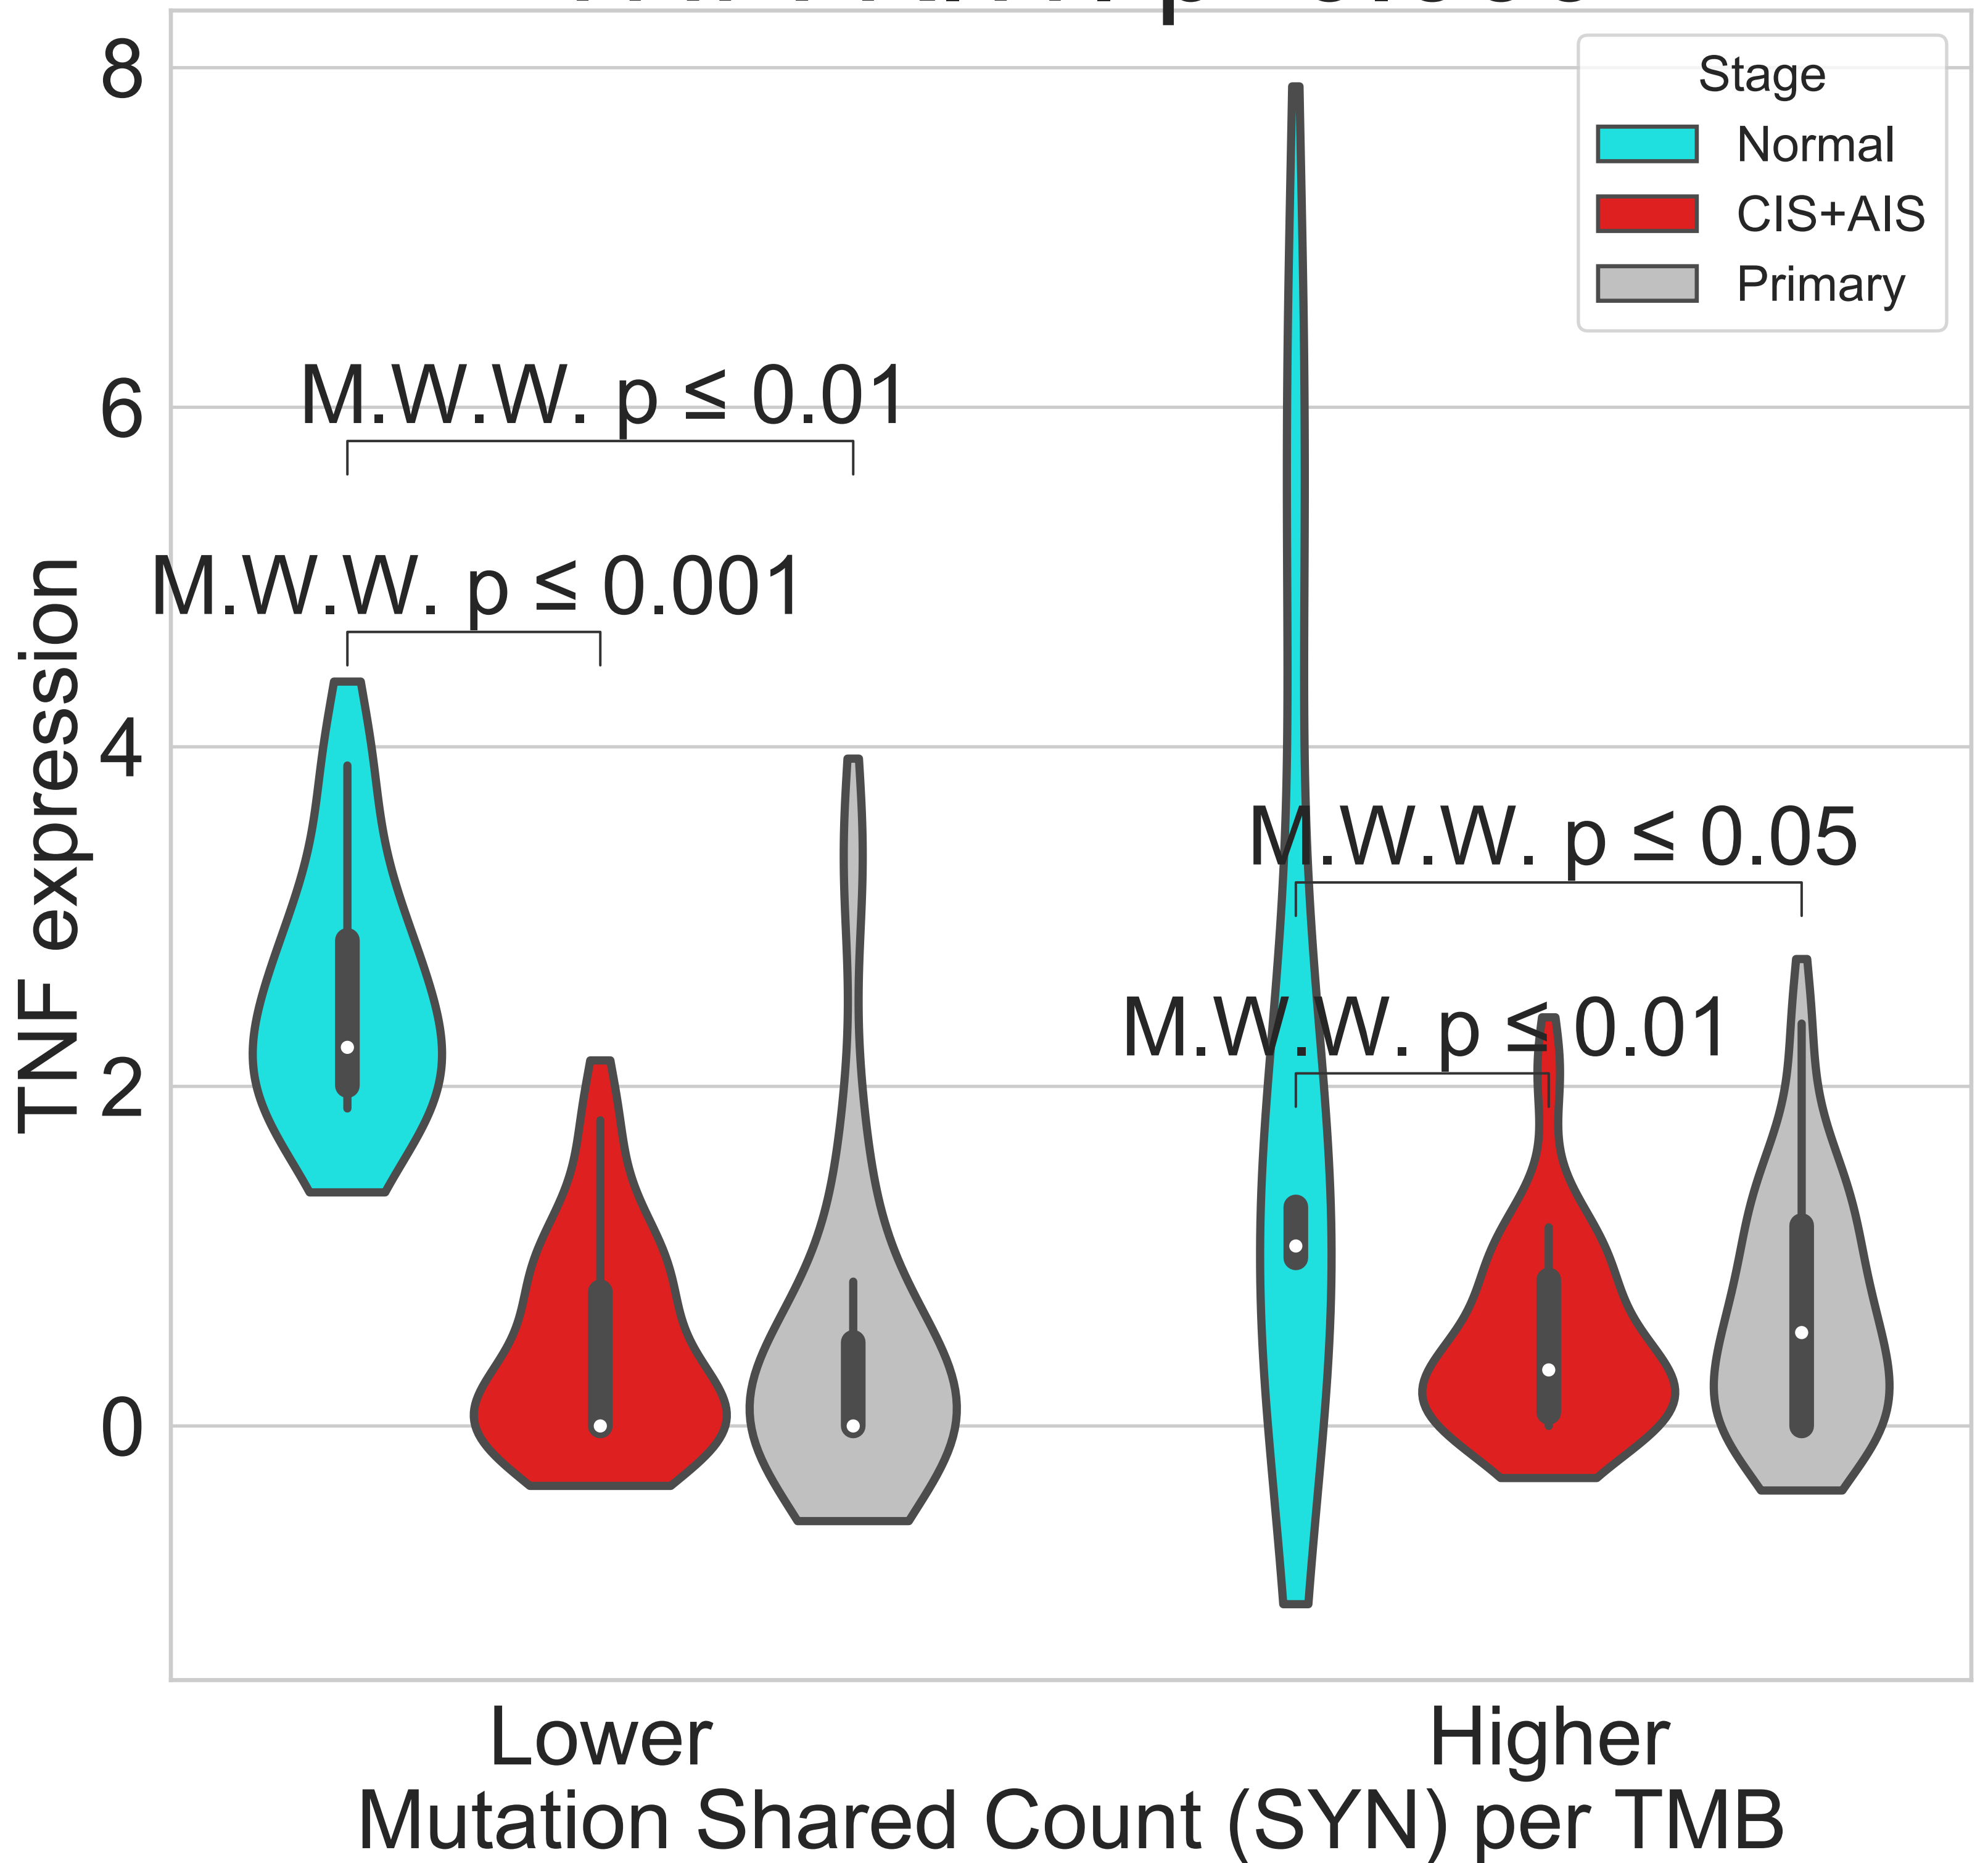 8
6
4
2
0
TNF expression
Stage
Normal
CIS+AIS
Primary
M.W.W. p ≤ 0.01
M.W.W. p ≤ 0.001
M.W.W. p ≤ 0.05
M.W.W. p ≤ 0.01
Lower
Higher
Mutation Shared Count (SYN) per TMB